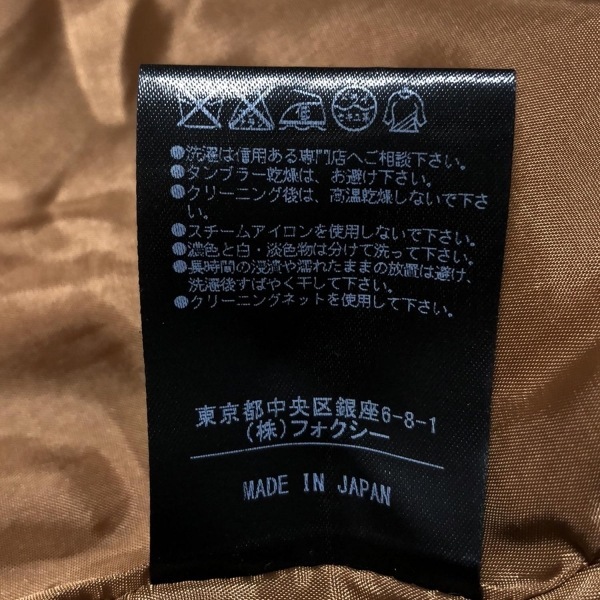 ●洗濯は信用ある専門店へご相談下さい。
●タンブラー乾燥は、お避け下さい。
●クリーニング後は、高温乾燥しないで下さい。
●スチームアイロンを使用しないで下さい。
●濃色と白・淡色物は分けて洗って下さい。
●長時間の浸漬や濡れたままの放置は避け、
洗濯後すばやく干して下さい。
●クリーニングネットを使用して下さい。
東京都中央区銀座6-8-1
(株)フォクシー
MADE IN JAPAN